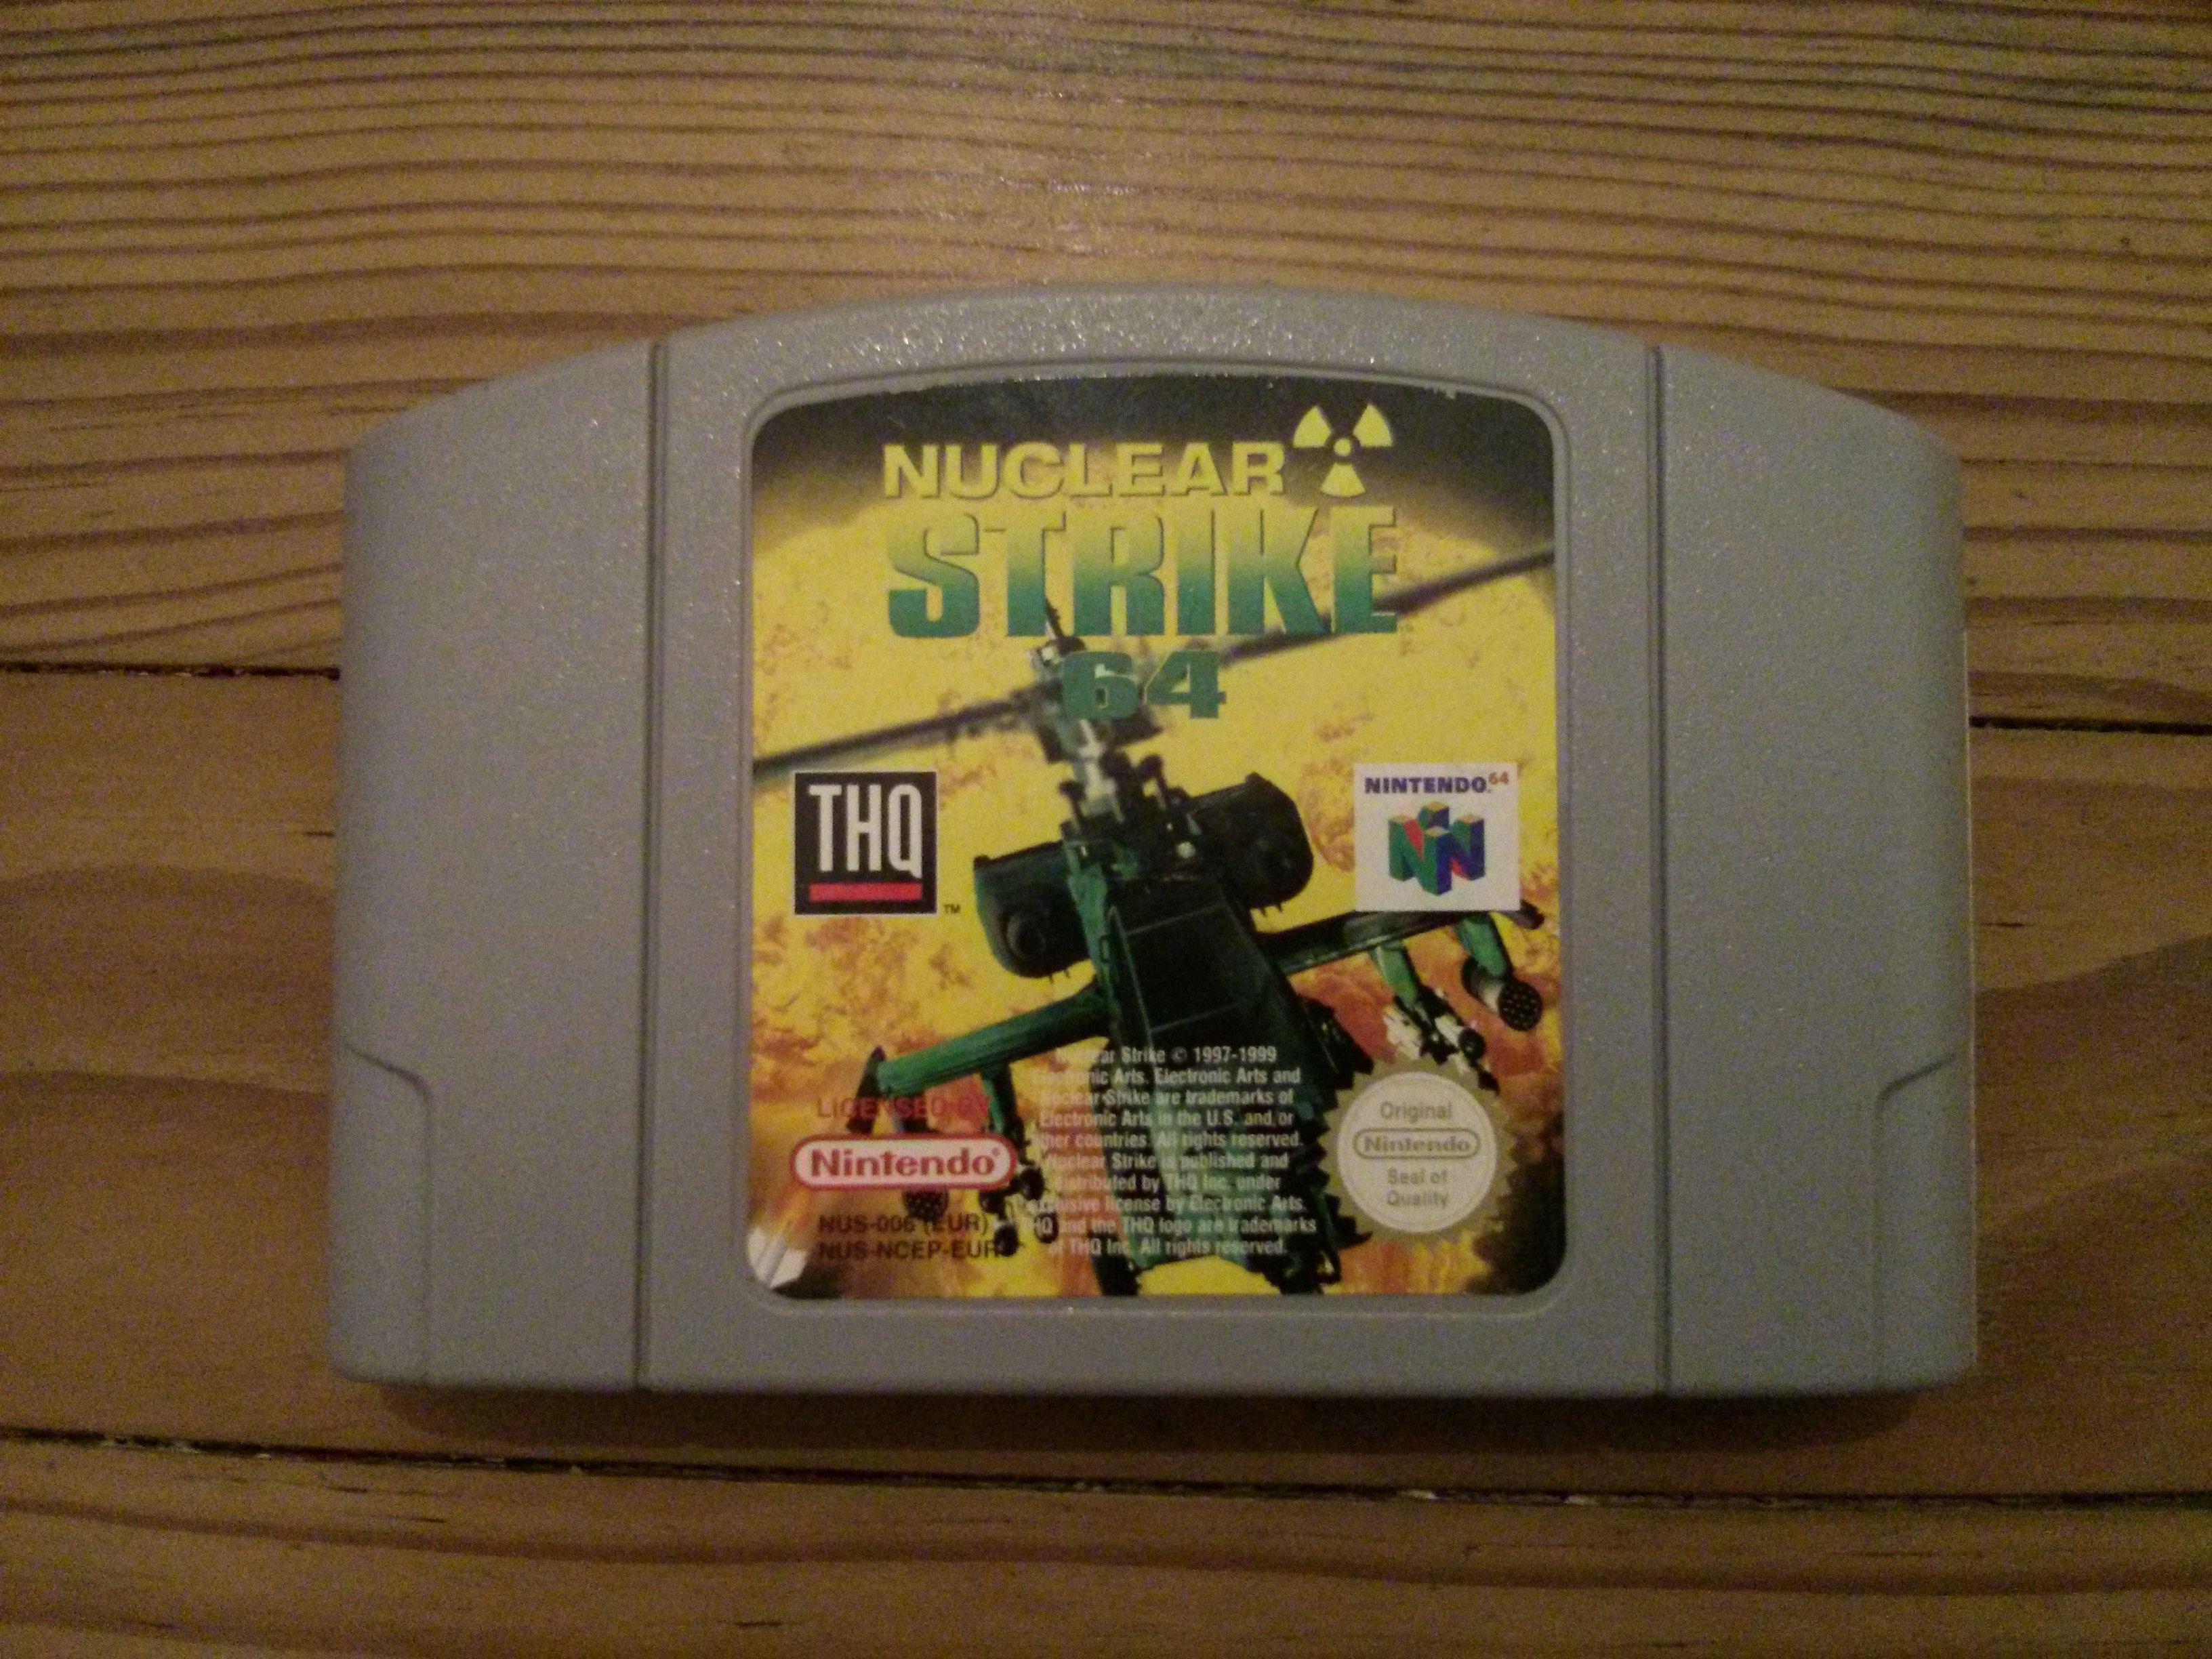 NUCLEAR
STRIKE
64
THQ
™
NINTENDO 64
Nuclear Strike © 1997-1999
Electronic Arts. Electronic Arts and
Nuclear Strike are trademarks of
Electronic Arts in the U.S. and/or
other countries. All rights reserved.
Nuclear Strike is published and
distributed by THQ Inc. under
exclusive license by Electronic Arts.
THQ and the THQ logo are trademarks
of THQ Inc. All rights reserved.
LICENSED BY
Nintendo®
NUS-006 (EUR)
NUS-NCEP-EUR
Original
Nintendo
Seal of
Quality